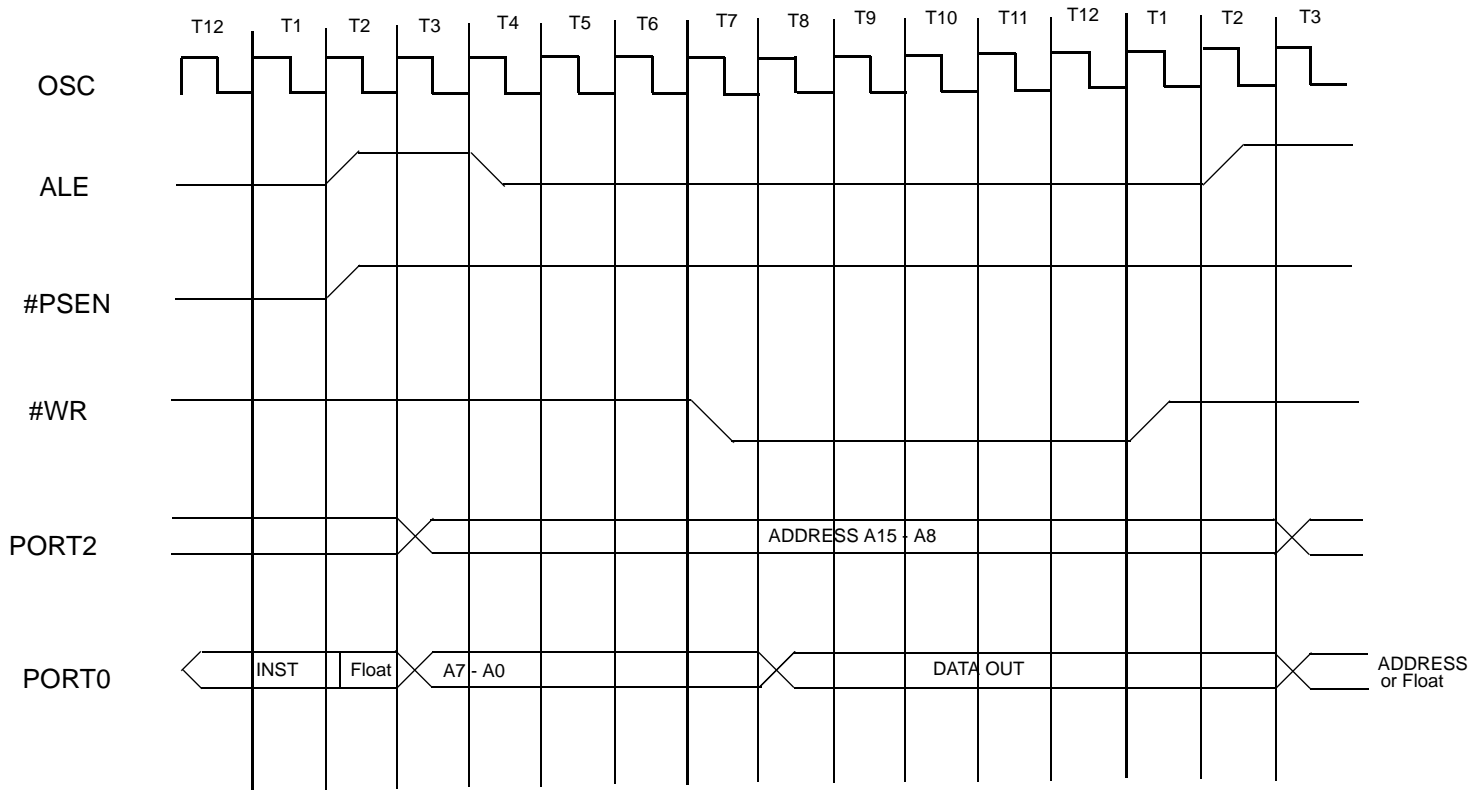 T12 T1 T2 T3 T4 T5 T6 T7 T8 T9 T10 T11 T12 T1 T2 T3
OSC
ALE
#PSEN
#WR
PORT2 ADDRESS A15 - A8
PORT0 INST Float A7 - A0 DATA OUT ADDRESS
or Float